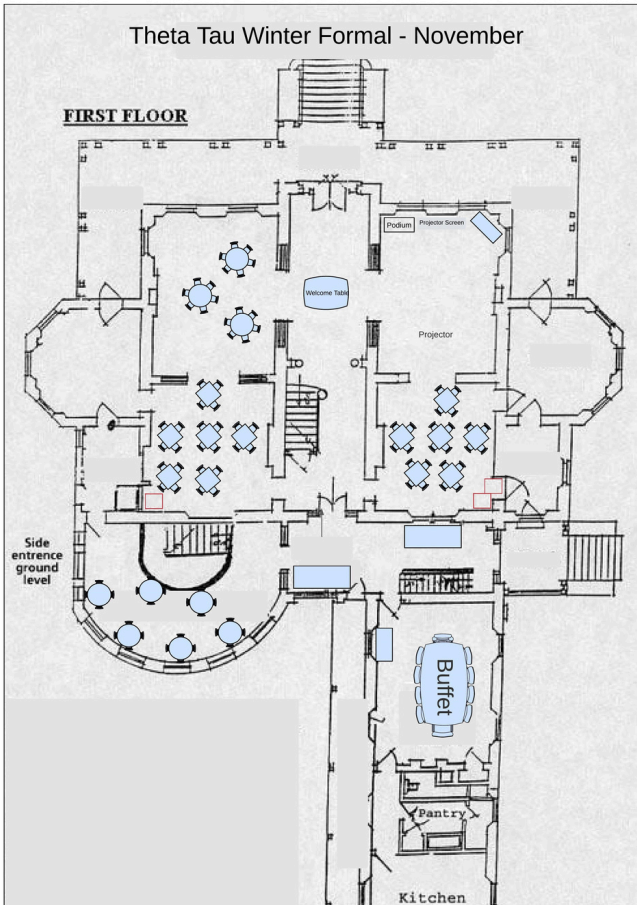 Theta Tau Winter Formal - November
FIRST FLOOR
Podium
Projector Screen
Welcome Table
Projector
Side
entrence
ground
level
Buffet
Pantry
Kitchen